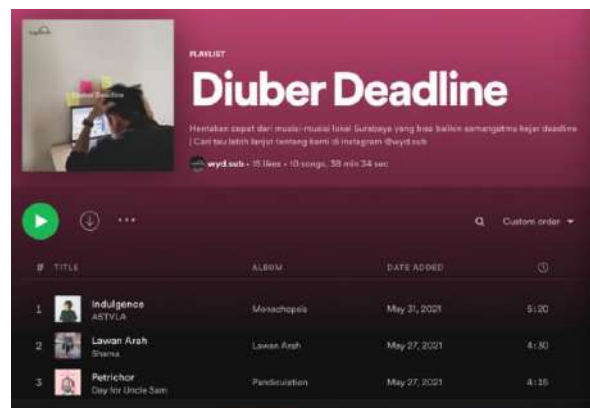 PLAYLIST
Diuber Deadline
Diuber Deadline
Hentakan cepat dari musisi-musisi lokal Surabaya yang bisa balikin semangatmu kejar deadline
| Cari tau lebih lanjut tentang kami di instagram @wyd.sub
wyd.sub • 15 likes • 10 songs, 38 min 34 sec
Custom order
# TITLE ALBUM DATE ADDED
1 Indulgence Monachopsis May 31, 2021 5:20
ASTVLA
2 Lawan Arah Lawan Arah May 27, 2021 4:30
3 Petrichor Pandiculation May 27, 2021 4:15
Day for Uncle Sam